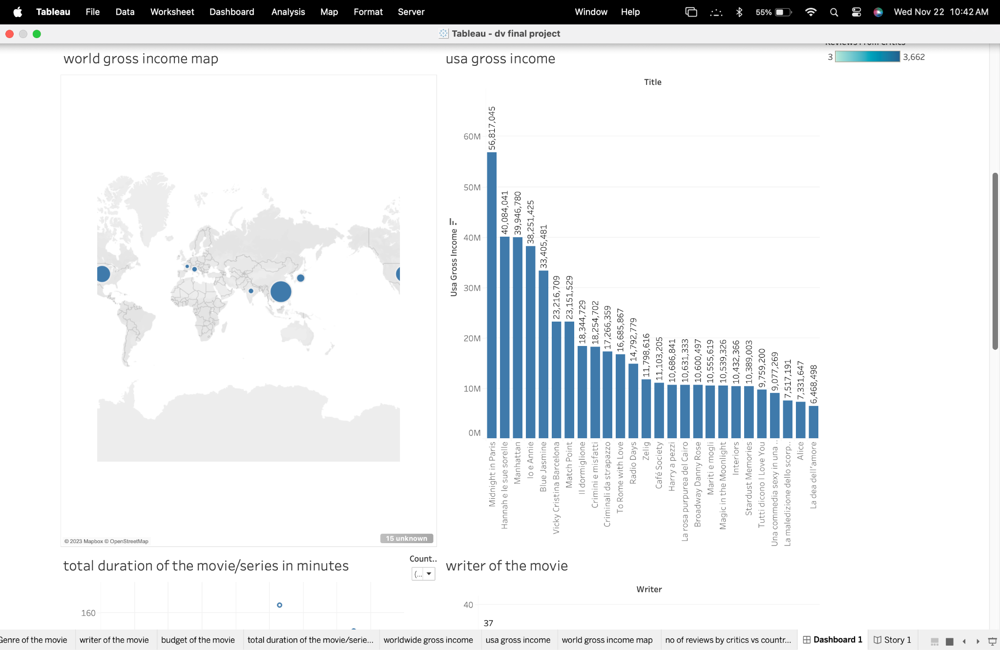 Tableau File Data Worksheet Dashboard Analysis Map Format Server Window Help 55% Wed Nov 22 10:42 AM
Tableau - dv final project
world gross income map
© 2023 Mapbox © OpenStreetMap
15 unknown
usa gross income
Reviews From Critics
3 3,662
Title
Usa Gross Income
60M
50M
40M
30M
20M
10M
0M
56,817,045
40,084,041
39,946,780
38,251,425
33,405,481
23,216,709
23,151,529
18,344,729
18,254,702
17,266,359
16,685,867
14,792,779
11,798,616
11,103,205
10,686,841
10,631,333
10,600,497
10,555,619
10,539,326
10,432,366
10,389,003
9,759,200
9,077,269
7,517,191
7,331,647
6,468,498
Midnight in Paris
Hannah e le sue sorelle
Manhattan
Io e Annie
Blue Jasmine
Vicky Cristina Barcelona
Match Point
Il dormiglione
Crimini e misfatti
Criminali da strapazzo
To Rome with Love
Radio Days
Zelig
Café Society
Harry a pezzi
La rosa purpurea del Cairo
Broadway Danny Rose
Mariti e mogli
Magic in the Moonlight
Interiors
Stardust Memories
Tutti dicono I Love You
Una commedia sexy in una ..
La maledizione dello scorp..
Alice
La dea dell'amore
total duration of the movie/series in minutes
Count..
(...
160
writer of the movie
Writer
40
37
Genre of the movie writer of the movie budget of the movie total duration of the movie/serie... worldwide gross income usa gross income world gross income map no of reviews by critics vs countr... Dashboard 1 Story 1